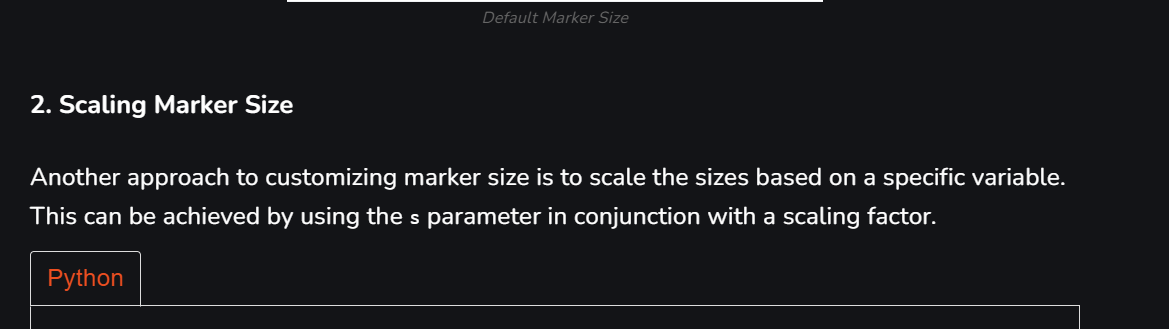 Default Marker Size
2. Scaling Marker Size
Another approach to customizing marker size is to scale the sizes based on a specific variable.
This can be achieved by using the s parameter in conjunction with a scaling factor.
Python